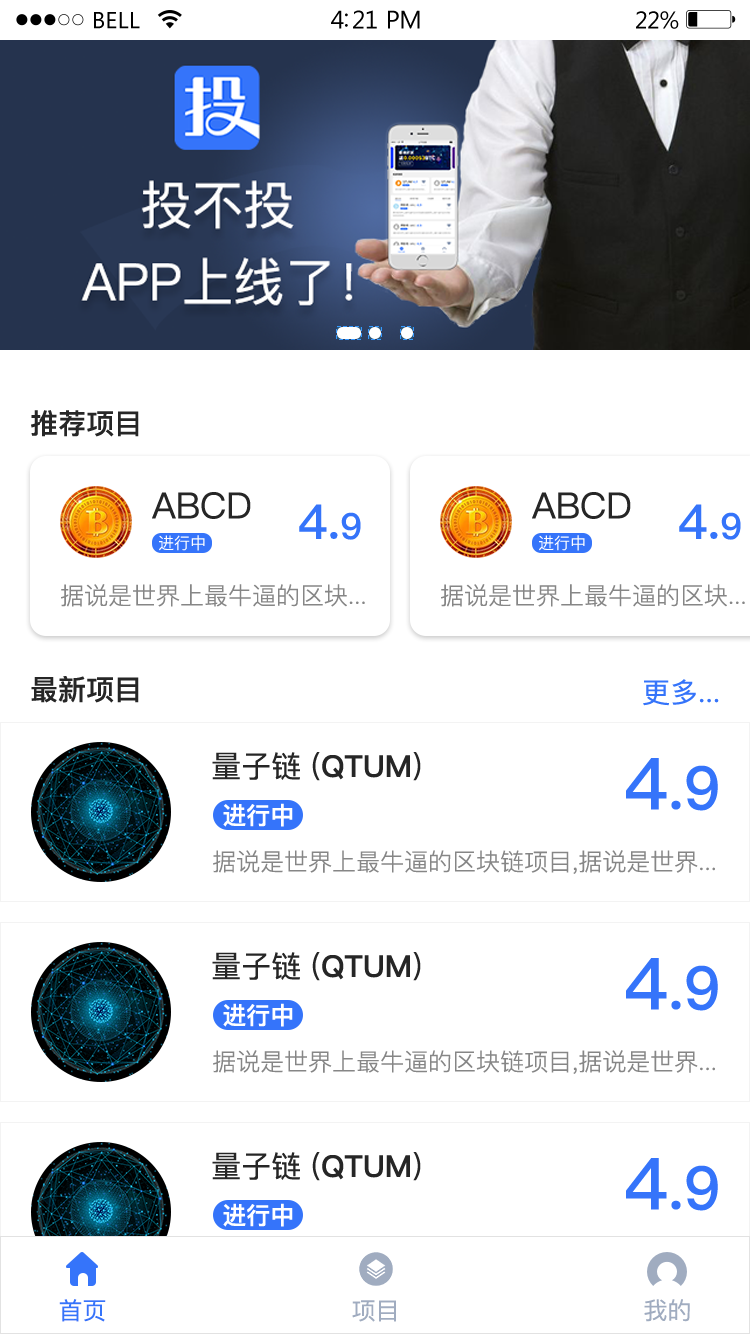 BELL 4:21 PM 22%
投
投不投
APP上线了！
推荐项目
ABCD 4.9
进行中
据说是世界上最牛逼的区块...
ABCD 4.9
进行中
据说是世界上最牛逼的区块...
最新项目 更多...
量子链 (QTUM) 4.9
进行中
据说是世界上最牛逼的区块链项目,据说是世界...
量子链 (QTUM) 4.9
进行中
据说是世界上最牛逼的区块链项目,据说是世界...
量子链 (QTUM) 4.9
进行中
首页 项目 我的